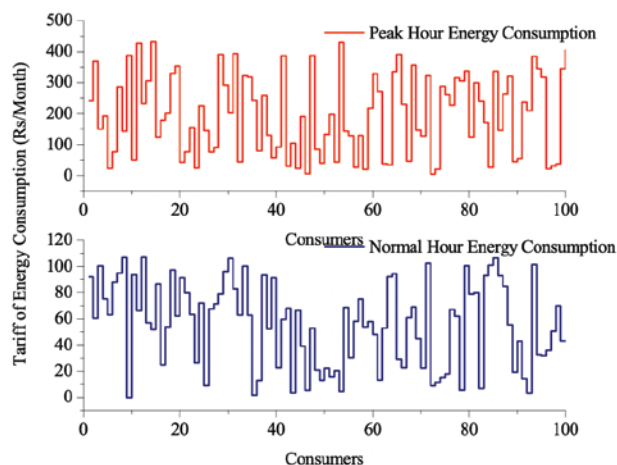 Tariff of Energy Consumption (Rs/Month)
500
400
300
200
100
0
Peak Hour Energy Consumption
0 20 40 60 80 100
Consumers
120
100
80
60
40
20
0
Normal Hour Energy Consumption
0 20 40 60 80 100
Consumers